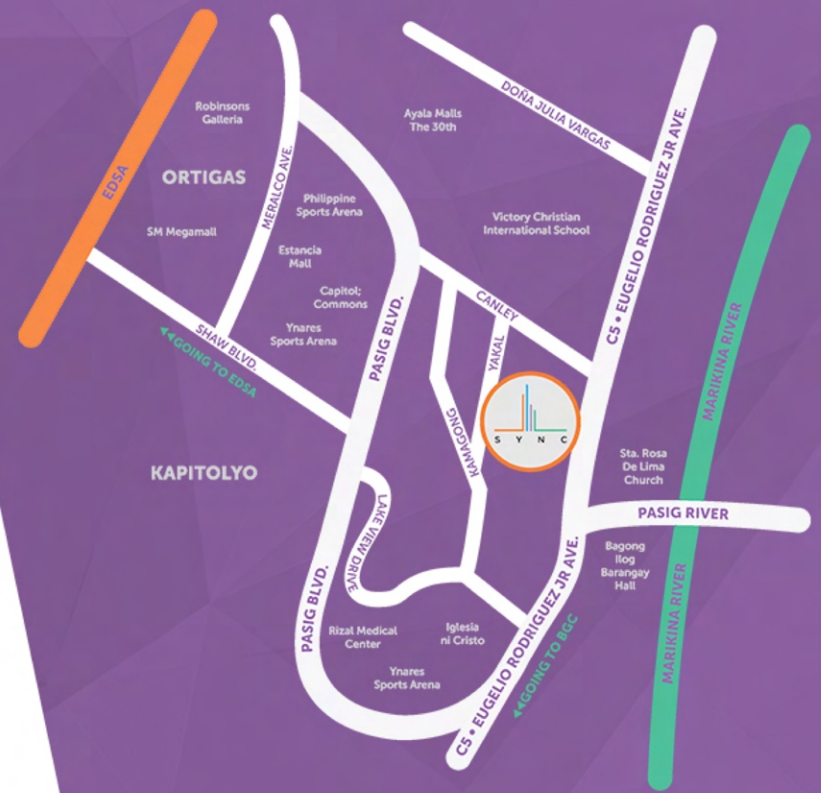 EDSA
Robinsons
Galleria
ORTIGAS
SM Megamall
MERALCO AVE.
Philippine
Sports Arena
Estancia
Mall
Capitol;
Commons
Ynares
Sports Arena
SHAW BLVD.
GOING TO EDSA
KAPITOLYO
Ayala Malls
The 30th
DOÑA JULIA VARGAS
Victory Christian
International School
C5 • EUGELIO RODRIGUEZ JR AVE.
MARIKINA RIVER
PASIG BLVD.
CANLEY
YAKAL
KAMAGONG
SYNC
Sta. Rosa
De Lima
Church
PASIG RIVER
Bagong
Ilog
Barangay
Hall
MARIKINA RIVER
LAKE VIEW DRIVE
PASIG BLVD.
Rizal Medical
Center
Iglesia
ni Cristo
Ynares
Sports Arena
C5 • EUGELIO RODRIGUEZ JR AVE.
GOING TO BGC